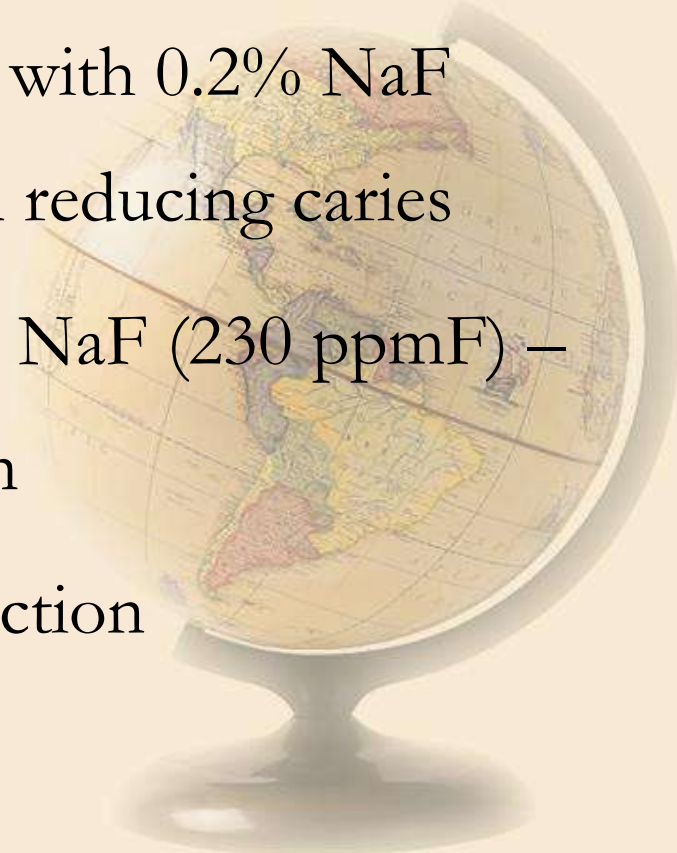 with 0.2% NaF
reducing caries
NaF (230 ppmF) –
n
ction